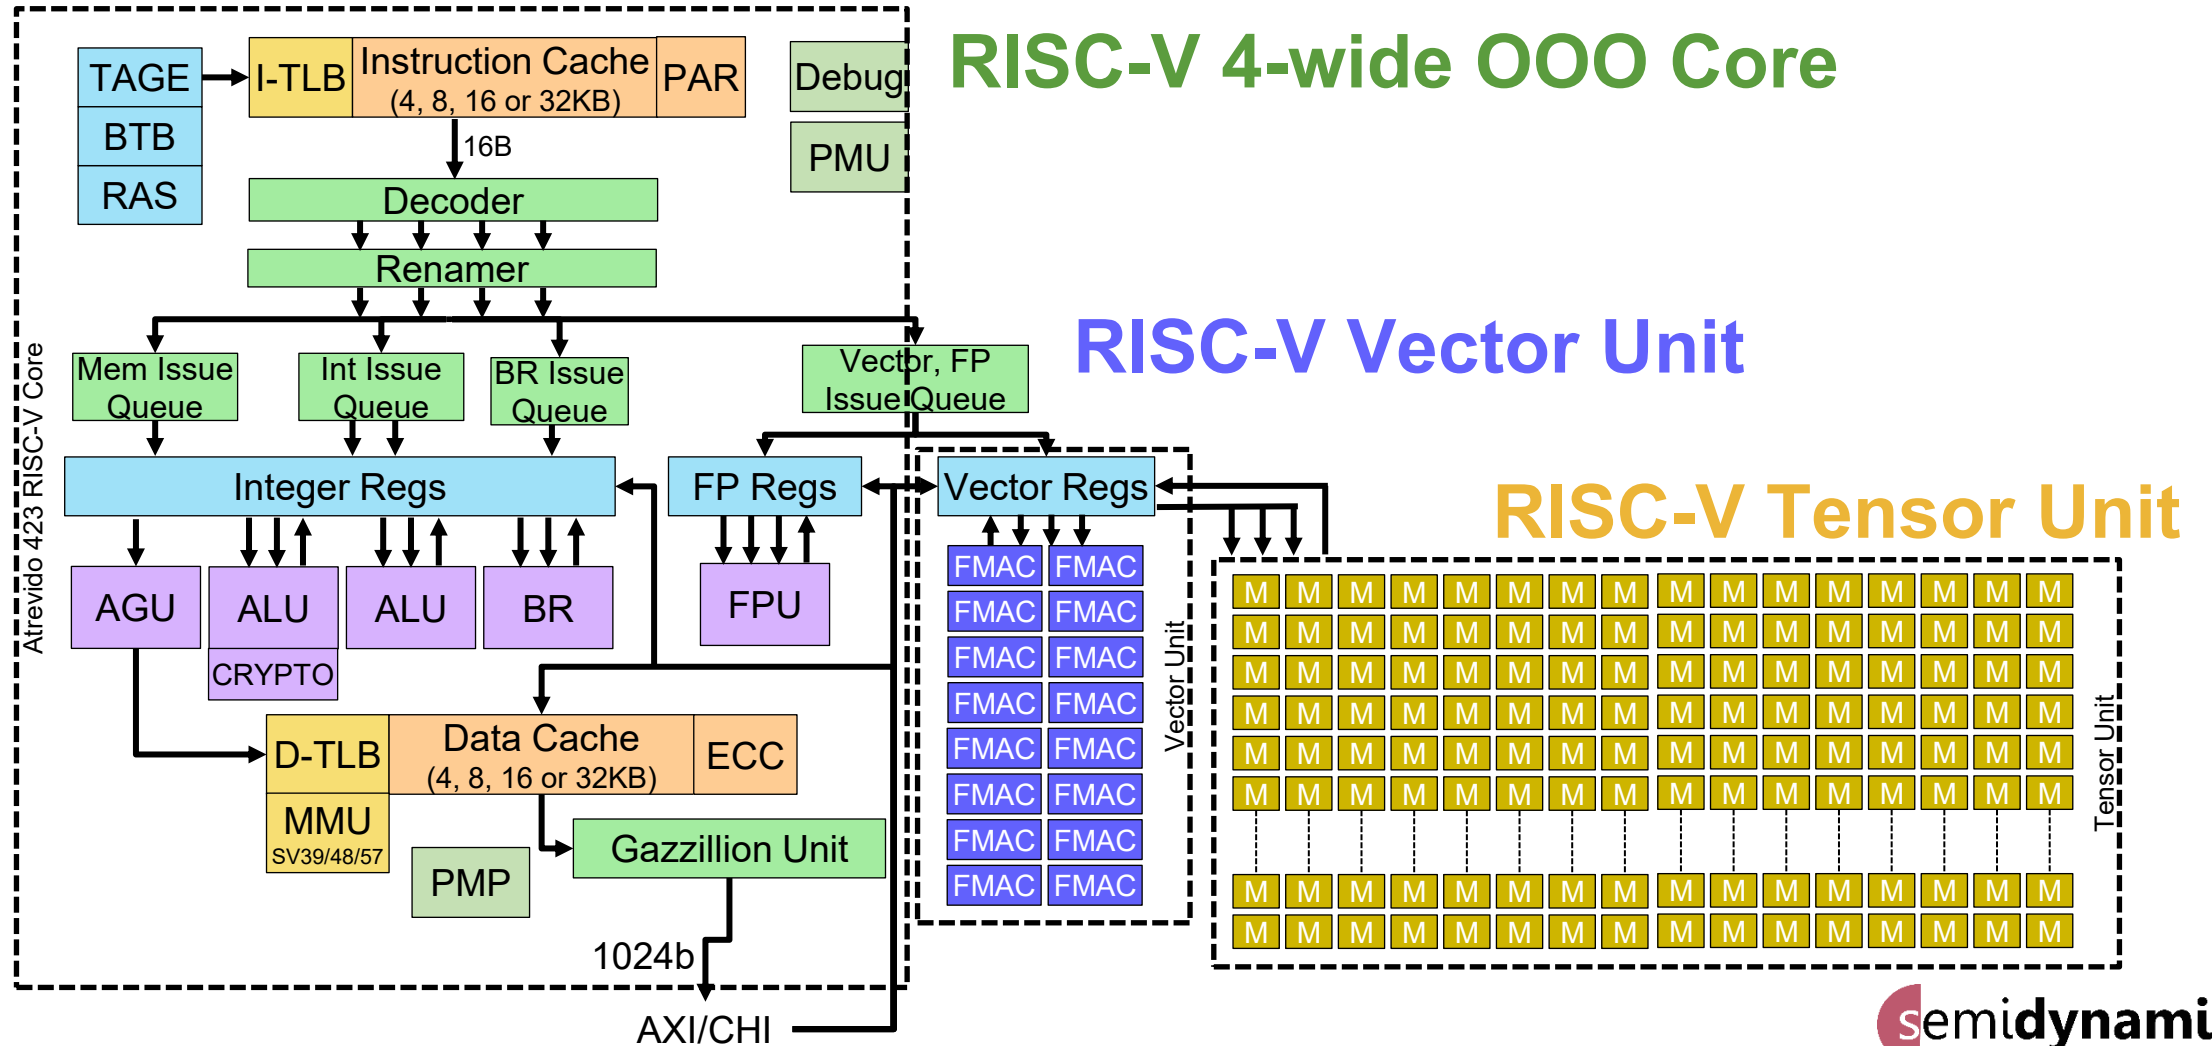 RISC-V 4-wide OOO Core
TAGE
BTB
RAS
I-TLB
Instruction Cache
(4, 8, 16 or 32KB)
PAR
Debug
PMU
16B
Decoder
Renamer
RISC-V Vector Unit
Atrevido 423 RISC-V Core
Mem Issue
Queue
Int Issue
Queue
BR Issue
Queue
Vector, FP
Issue Queue
Integer Regs
FP Regs
Vector Regs
RISC-V Tensor Unit
AGU
ALU
CRYPTO
ALU
BR
FPU
FMAC FMAC
FMAC FMAC
FMAC FMAC
FMAC FMAC
FMAC FMAC
FMAC FMAC
FMAC FMAC
FMAC FMAC
Vector Unit
M M M M M M M M M M M M M M M M
M M M M M M M M M M M M M M M M
M M M M M M M M M M M M M M M M
M M M M M M M M M M M M M M M M
M M M M M M M M M M M M M M M M
M M M M M M M M M M M M M M M M
M M M M M M M M M M M M M M M M
M M M M M M M M M M M M M M M M
Tensor Unit
D-TLB
Data Cache
(4, 8, 16 or 32KB)
ECC
MMU
SV39/48/57
PMP
Gazzillion Unit
1024b
AXI/CHI
semidynami